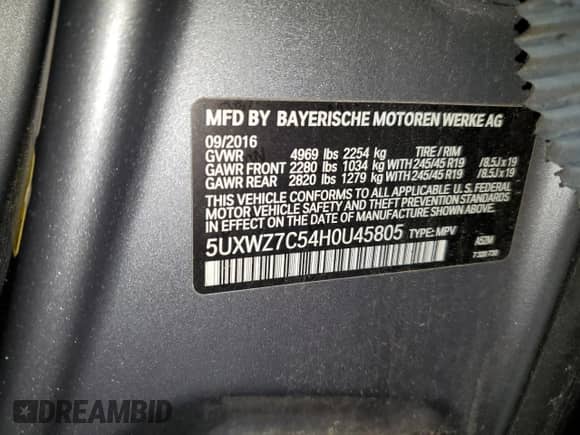 MFD BY BAYERISCHE MOTOREN WERKE AG
09/2016 TIRE / RIM
GVWR 4969 lbs 2254 kg
GAWR FRONT 2280 lbs 1034 kg WITH 245/45 R19 /8.5J x 19
GAWR REAR 2820 lbs 1279 kg WITH 245/45 R19 /8.5J x 19
THIS VEHICLE CONFORMS TO ALL APPLICABLE U.S. FEDERAL
MOTOR VEHICLE SAFETY AND THEFT PREVENTION STANDARDS
IN EFFECT ON THE DATE OF MANUFACTURE SHOWN ABOVE.
5UXWZ7C54H0U45805 TYPE: MPV
DREAMBID